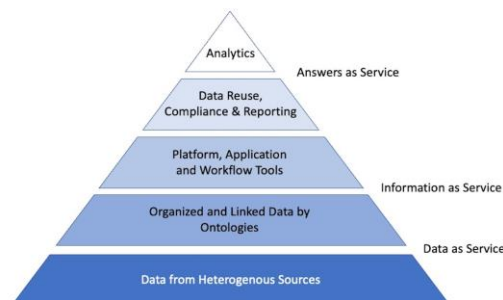 Analytics
Answers as Service
Data Reuse,
Compliance & Reporting
Platform, Application
and Workflow Tools
Information as Service
Organized and Linked Data by
Ontologies
Data as Service
Data from Heterogenous Sources